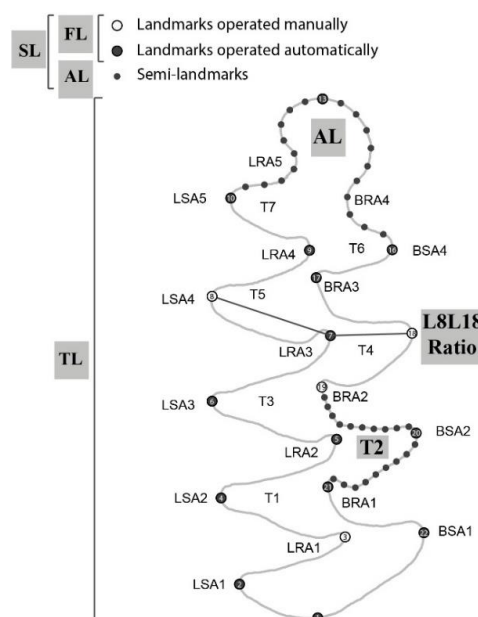 SL
FL
Landmarks operated manually
Landmarks operated automatically
AL
Semi-landmarks
13
AL
LRA5
LSA5
10
T7
BRA4
LRA4
9
T6
16
BSA4
17
BRA3
LSA4
8
T5
L8L18
Ratio
18
7
LRA3
T4
TL
19
BRA2
LSA3
6
T3
20
BSA2
5
T2
LRA2
21
BRA1
LSA2
4
T1
22
BSA1
3
LRA1
LSA1
2
1